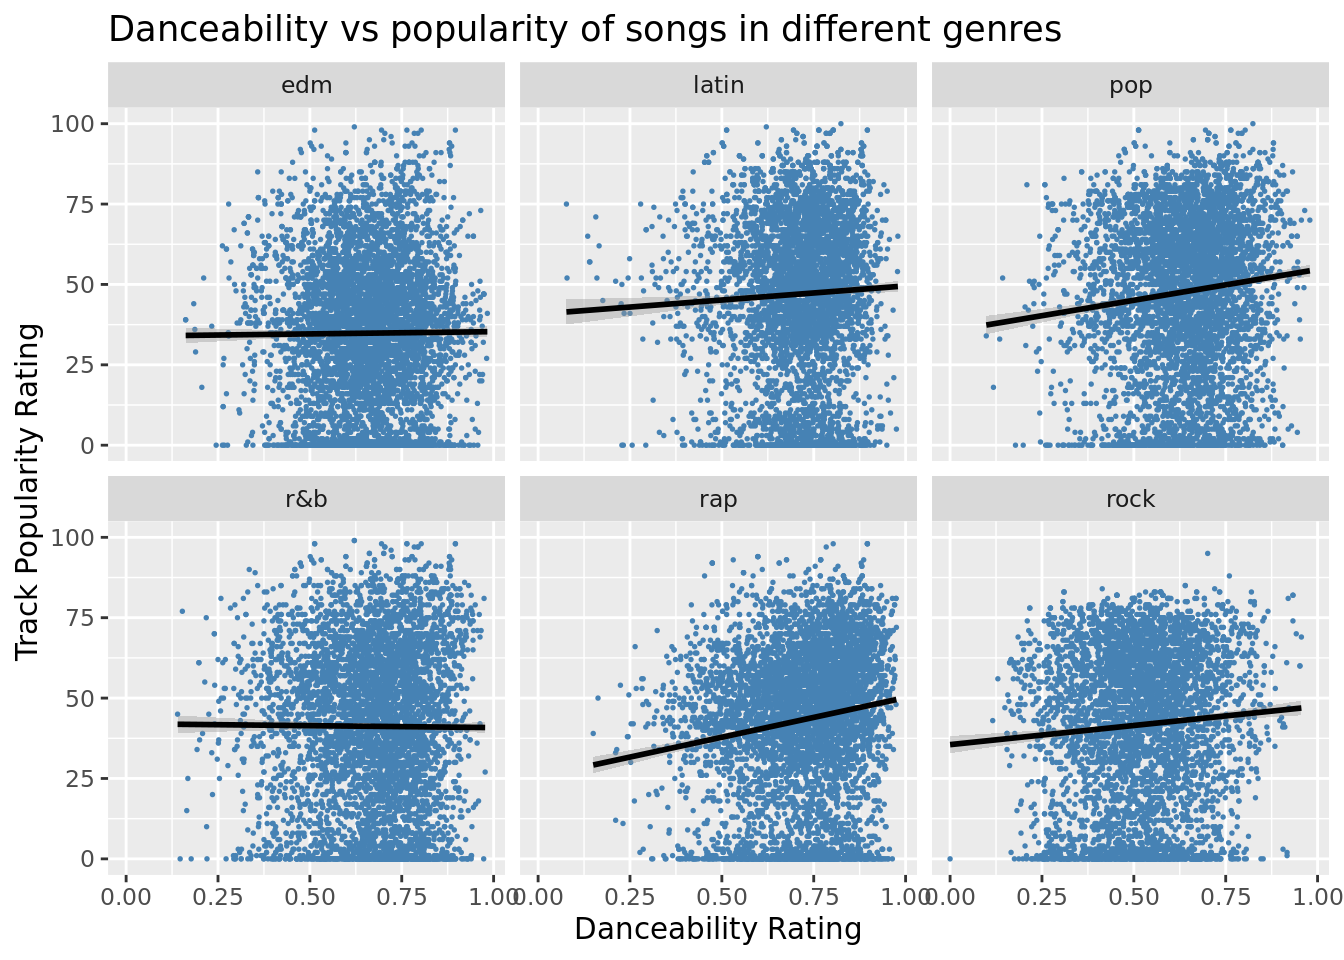 Danceability vs popularity of songs in different genres
edm latin pop
100
75
50
25
0
Track Popularity Rating
r&b rap rock
100
75
50
25
0
0.00 0.25 0.50 0.75 1.00 0.00 0.25 0.50 0.75 1.00 0.00 0.25 0.50 0.75 1.00
Danceability Rating